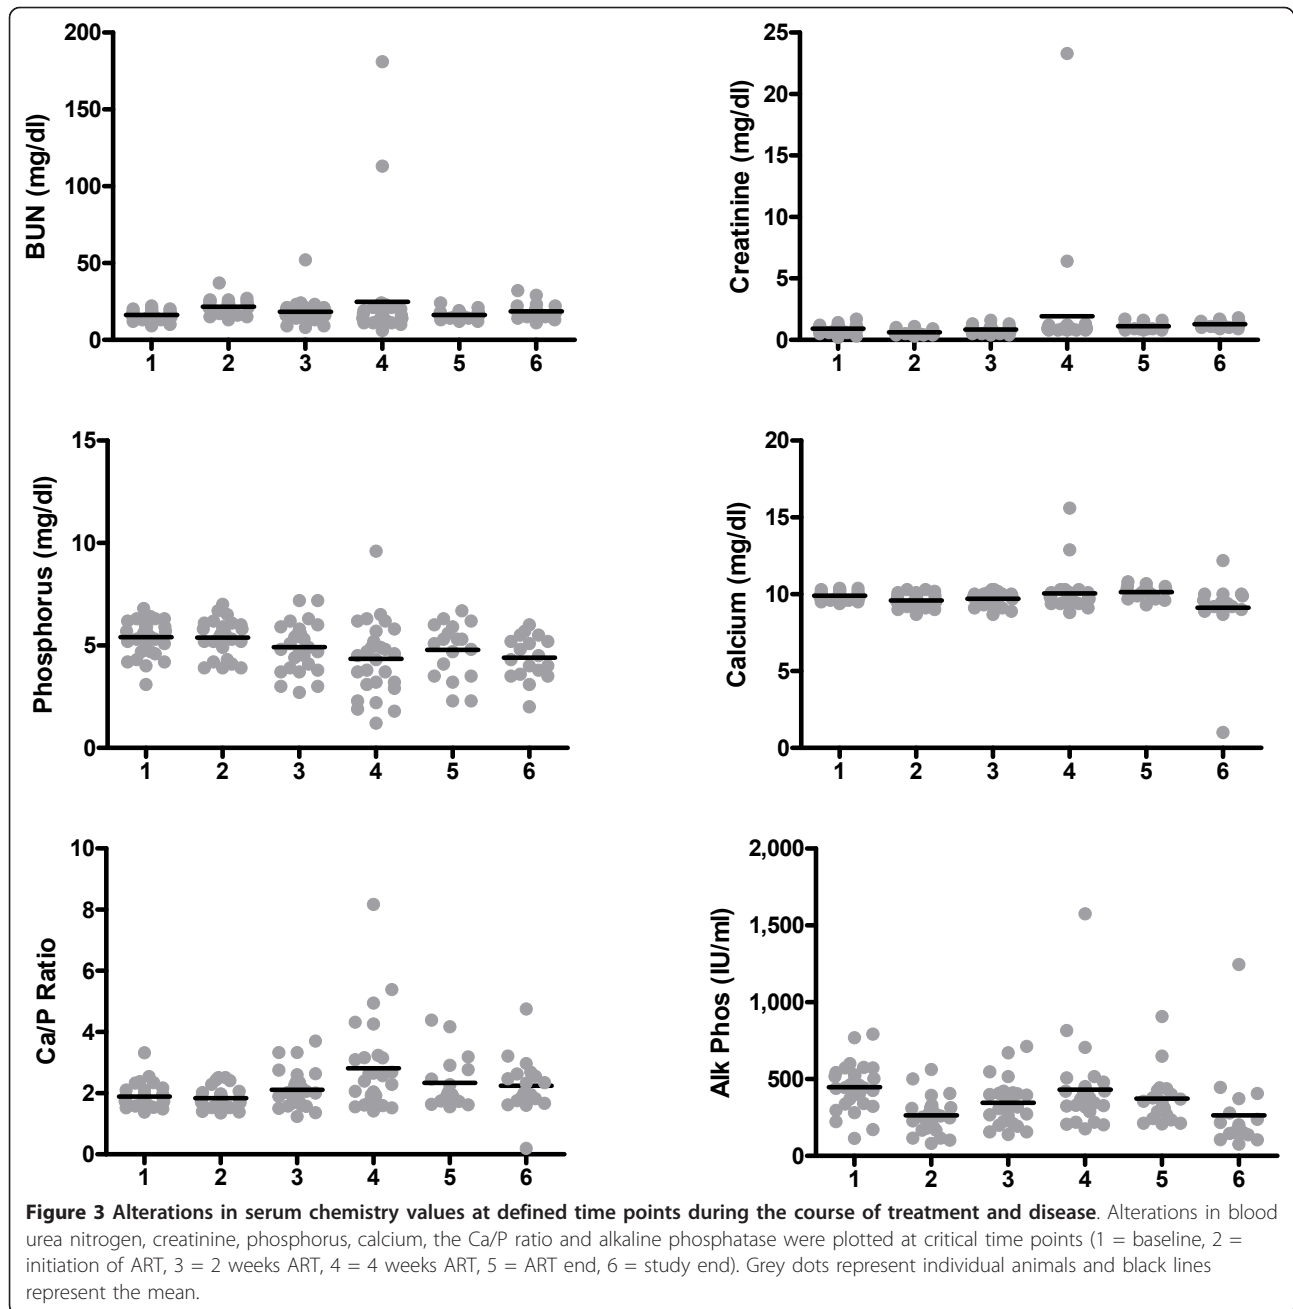 200
150
100
50
0
BUN (mg/dl)
1 2 3 4 5 6
25
20
15
10
5
0
Creatinine (mg/dl)
1 2 3 4 5 6
15
10
5
0
Phosphorus (mg/dl)
1 2 3 4 5 6
20
15
10
5
0
Calcium (mg/dl)
1 2 3 4 5 6
10
8
6
4
2
0
Ca/P Ratio
1 2 3 4 5 6
2,000
1,500
1,000
500
0
Alk Phos (IU/ml)
1 2 3 4 5 6
Figure 3 Alterations in serum chemistry values at defined time points during the course of treatment and disease. Alterations in blood
urea nitrogen, creatinine, phosphorus, calcium, the Ca/P ratio and alkaline phosphatase were plotted at critical time points (1 = baseline, 2 =
initiation of ART, 3 = 2 weeks ART, 4 = 4 weeks ART, 5 = ART end, 6 = study end). Grey dots represent individual animals and black lines
represent the mean.